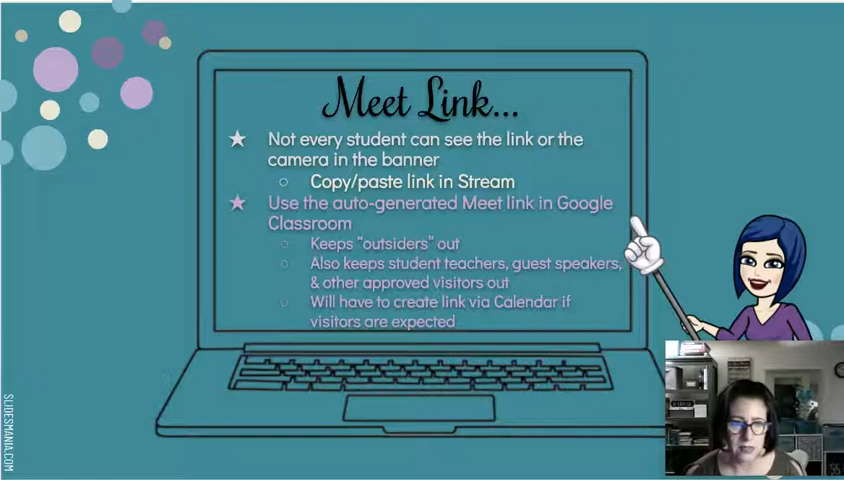 Meet Link...
★ Not every student can see the link or the
camera in the banner
○ Copy/paste link in Stream
★ Use the auto-generated Meet link in Google
Classroom
○ Keeps “outsiders” out
○ Also keeps student teachers, guest speakers,
& other approved visitors out
○ Will have to create link via Calendar if
visitors are expected
SLIDESMANIA.COM